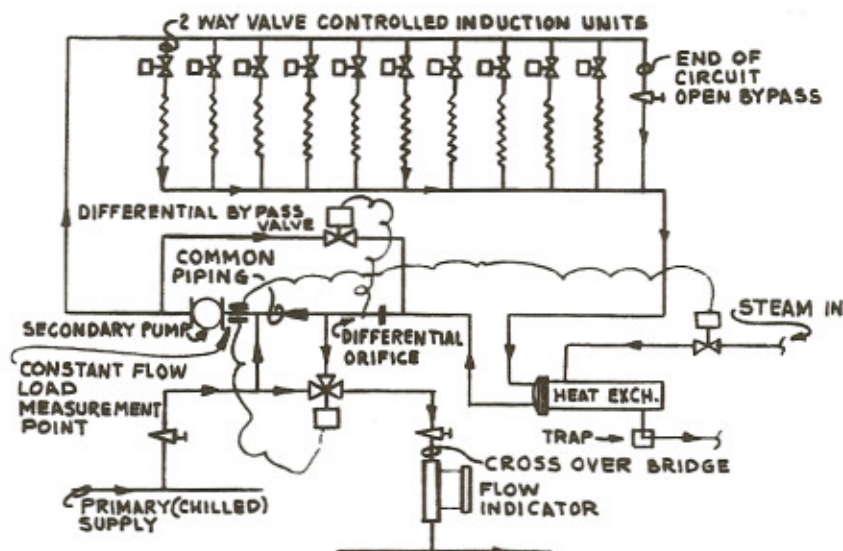 2 WAY VALVE CONTROLLED INDUCTION UNITS
END OF
CIRCUIT
OPEN BYPASS
DIFFERENTIAL BYPASS
VALVE
COMMON
PIPING
STEAM IN
SECONDARY PUMP
DIFFERENTIAL
ORIFICE
CONSTANT FLOW
LOAD
MEASUREMENT
POINT
HEAT EXCH.
TRAP
CROSS OVER BRIDGE
FLOW
INDICATOR
PRIMARY (CHILLED)
SUPPLY